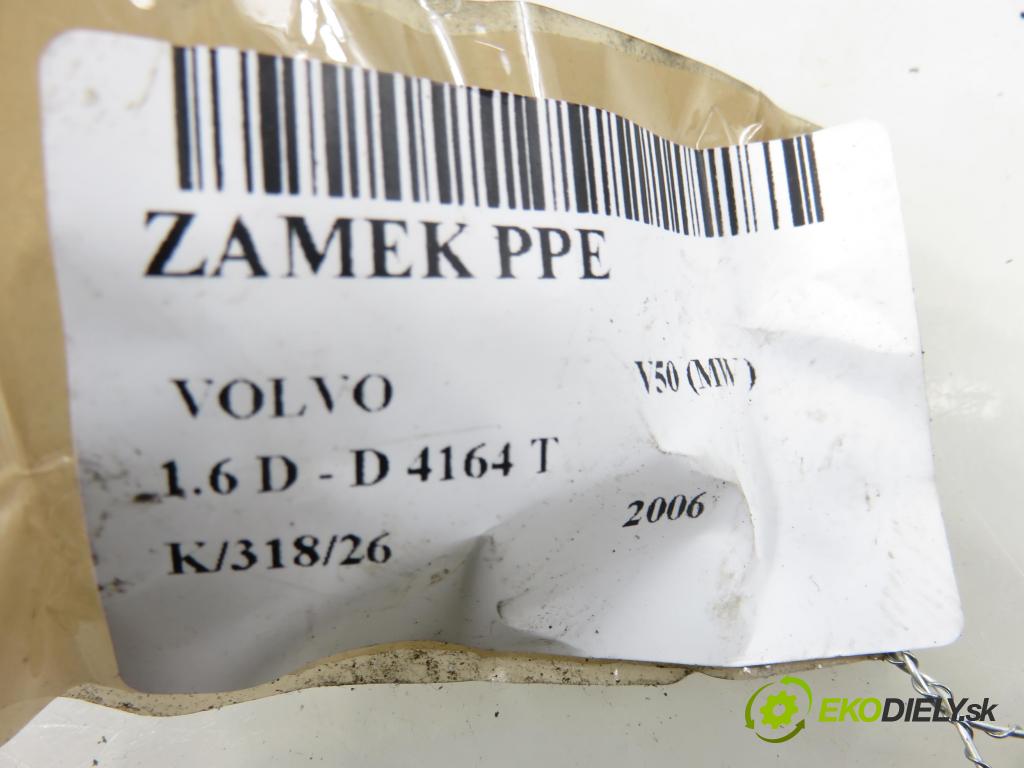 ZAMEK PPE
VOLVO V50 (MW)
1.6 D - D 4164 T
2006
K/318/26
EKODIELY.sk